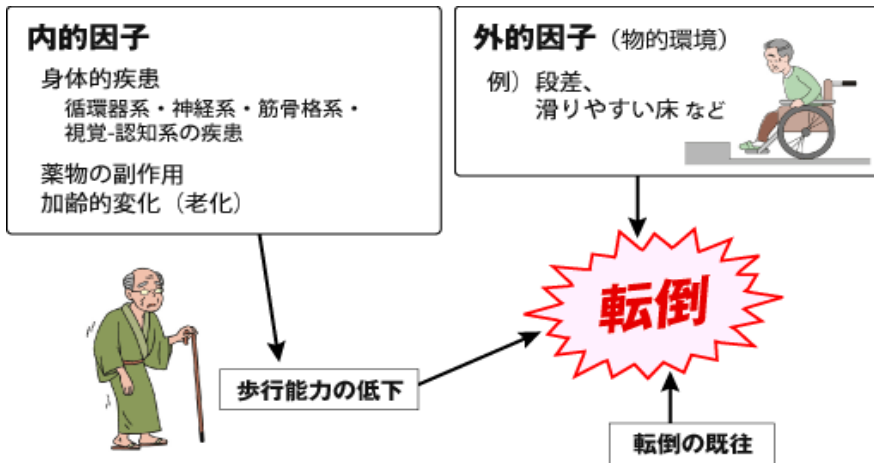 内的因子
身体的疾患
循環器系・神経系・筋骨格系・
視覚-認知系の疾患
薬物の副作用
加齢的変化（老化）
外的因子（物的環境）
例）段差、
滑りやすい床 など
転倒
歩行能力の低下
転倒の既往